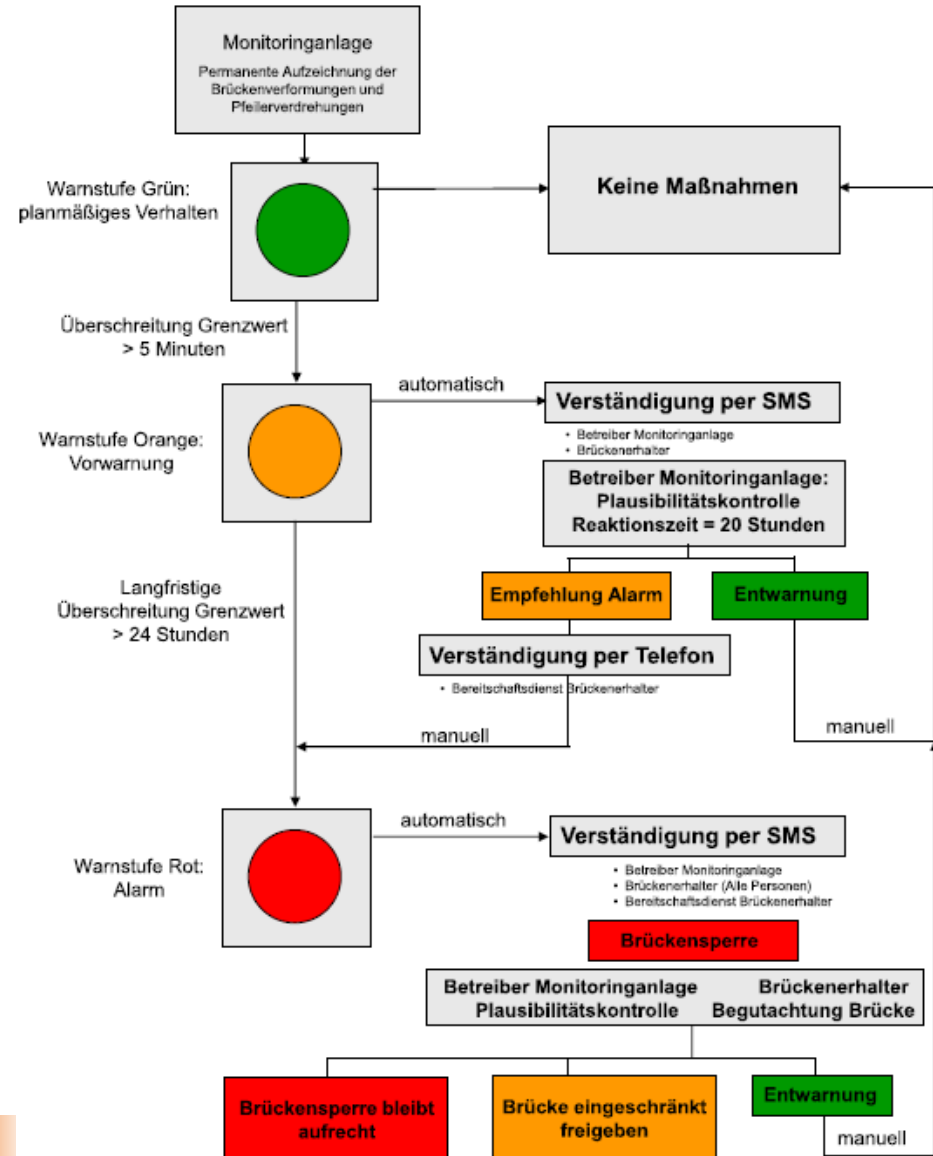 Monitoringanlage
Permanente Aufzeichnung der
Brückenverformungen und
Pfeilerverdrehungen
Warnstufe Grün:
planmäßiges Verhalten
Keine Maßnahmen
Überschreitung Grenzwert
> 5 Minuten
automatisch
Verständigung per SMS
• Betreiber Monitoringanlage
• Brückenerhalter
Warnstufe Orange:
Vorwarnung
Betreiber Monitoringanlage:
Plausibilitätskontrolle
Reaktionszeit = 20 Stunden
Langfristige
Überschreitung Grenzwert
> 24 Stunden
Empfehlung Alarm
Entwarnung
Verständigung per Telefon
• Bereitschaftsdienst Brückenerhalter
manuell
manuell
automatisch
Verständigung per SMS
• Betreiber Monitoringanlage
• Brückenerhalter (Alle Personen)
• Bereitschaftsdienst Brückenerhalter
Warnstufe Rot:
Alarm
Brückensperre
Betreiber Monitoringanlage Brückenerhalter
Plausibilitätskontrolle Begutachtung Brücke
Brückensperre bleibt
aufrecht
Brücke eingeschränkt
freigeben
Entwarnung
manuell